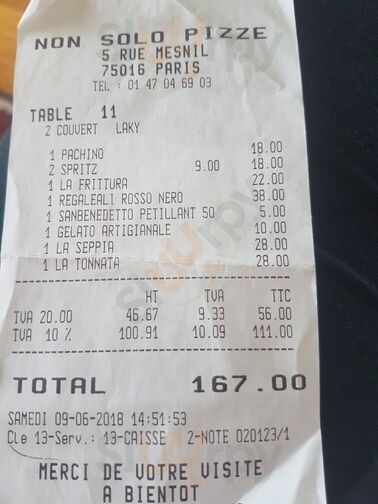 NON SOLO PIZZE
5 RUE MESNIL
75016 PARIS
TEL : 01 47 04 69 03
TABLE 11
2 COUVERT LAKY
1 PACHINO 18.00
2 SPRITZ 9.00 18.00
1 LA FRITTURA 22.00
1 REGALEALI ROSSO NERO 38.00
1 SANBENEDETTO PETILLANT 50 5.00
1 GELATO ARTIGIANALE 10.00
1 LA SEPPIA 28.00
1 LA TONNATA 28.00
HT TVA TTC
TVA 20.00 46.67 9.33 56.00
TVA 10 % 100.91 10.09 111.00
TOTAL 167.00
SAMEDI 09-06-2018 14:51:53
Cle 13-Serv.: 13-CAISSE 2-NOTE 020123/1
MERCI DE VOTRE VISITE
A BIENTOT